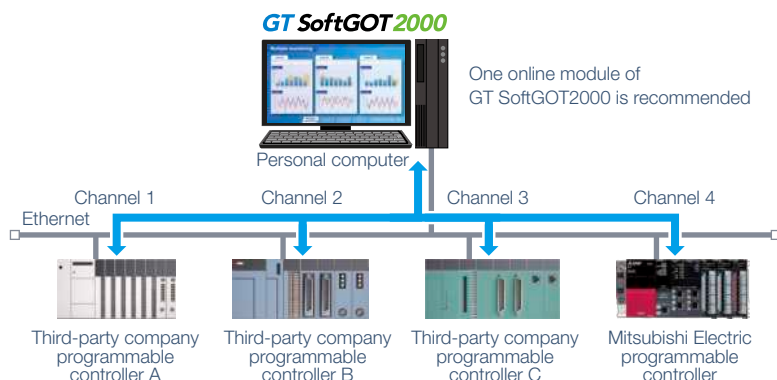 GT SoftGOT2000
Multiple monitoring
One online module of
GT SoftGOT2000 is recommended
Personal computer
Channel 1
Channel 2
Channel 3
Channel 4
Ethernet
Third-party company
programmable
controller A
Third-party company
programmable
controller B
Third-party company
programmable
controller C
Mitsubishi Electric
programmable
controller